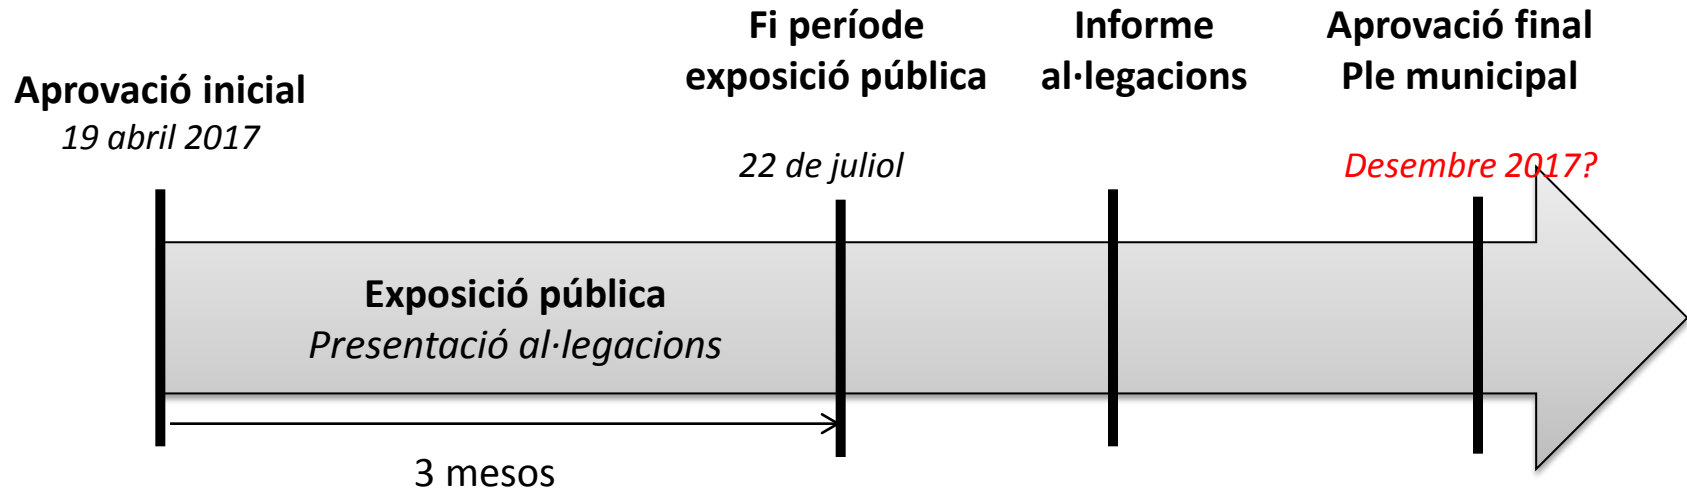 Aprovació inicial
19 abril 2017
Fi període
exposició pública
22 de juliol
Informe
al·legacions
Aprovació final
Ple municipal
Desembre 2017?
Exposició pública
Presentació al·legacions
3 mesos